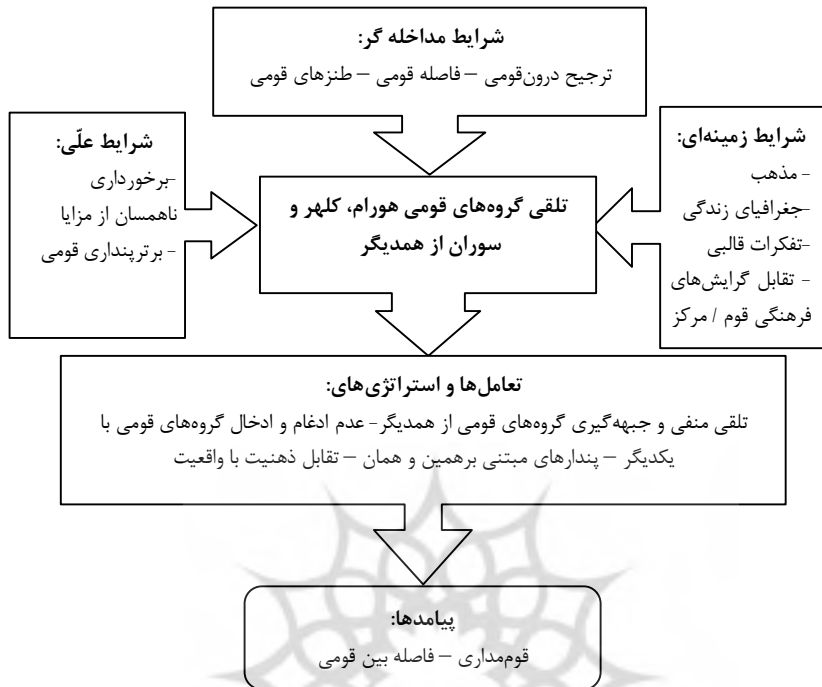 شرایط مداخله گر:
ترجیح درون‌قومی – فاصله قومی – طنزهای قومی
شرایط زمینه‌ای:
- مذهب
-جغرافیای زندگی
-تفکرات قالبی
- تقابل گرایش‌های
فرهنگی قوم / مرکز
شرایط علّی:
-برخورداری
ناهمسان از مزایا
- برترپنداری قومی
تلقی گروه‌های قومی هورام، کلهر و
سوران از همدیگر
تعامل‌ها و استراتژی‌های:
تلقی منفی و جبهه‌گیری گروه‌های قومی از همدیگر- عدم ادغام و ادخال گروه‌های قومی با
یکدیگر – پندارهای مبتنی برهمین و همان – تقابل ذهنیت با واقعیت
پیامدها:
قوم‌مداری – فاصله بین قومی